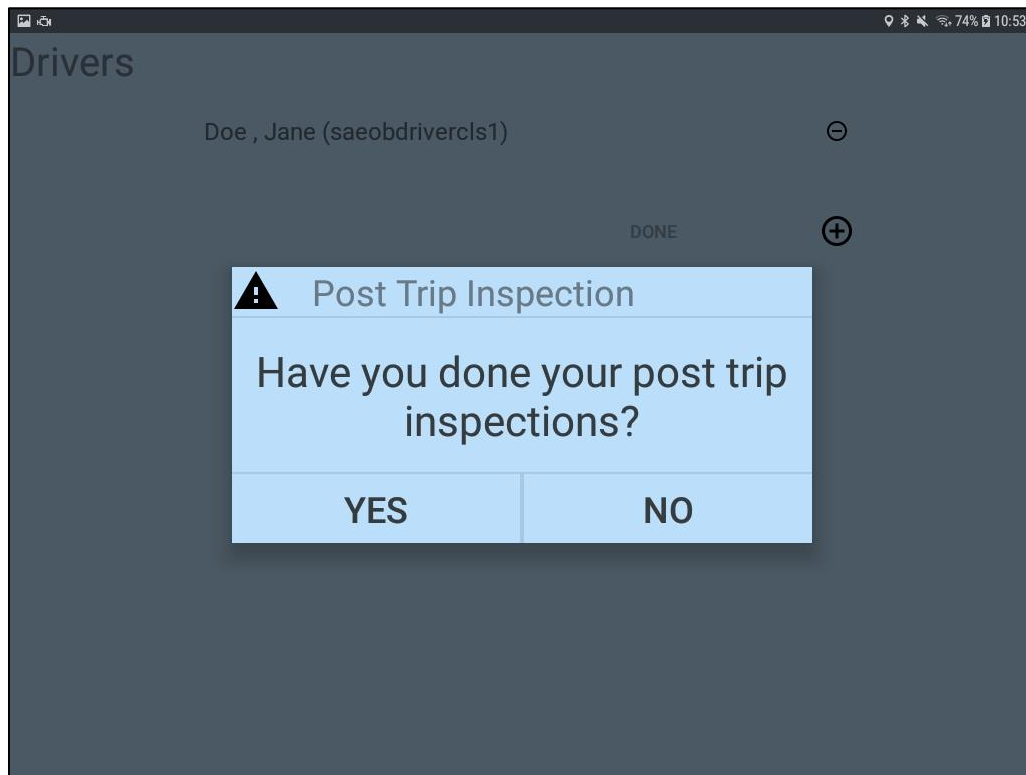 74% 10:53
Drivers
Doe , Jane (saeobdrivercls1)
DONE
Post Trip Inspection
Have you done your post trip
inspections?
YES
NO